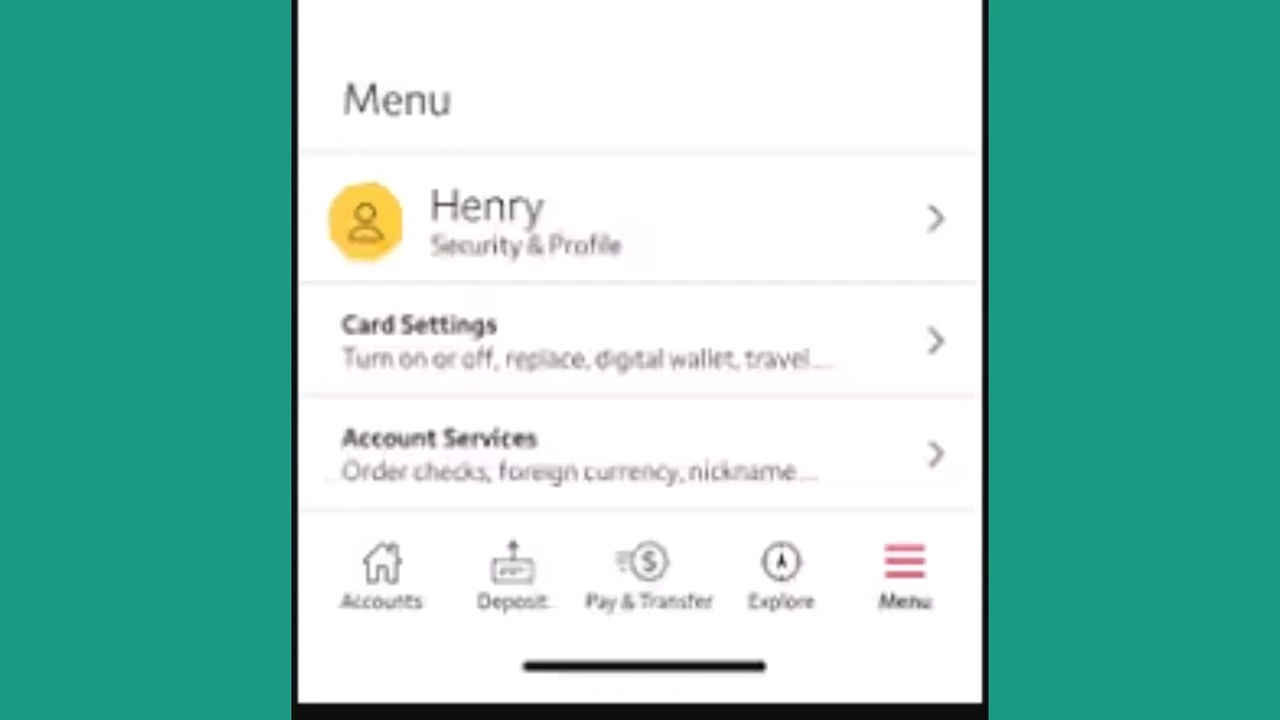 Menu
Henry
Security & Profile
Card Settings
Turn on or off, replace, digital wallet, travel...
Account Services
Order checks, foreign currency, nickname...
Accounts
Deposit
Pay & Transfer
Explore
Menu